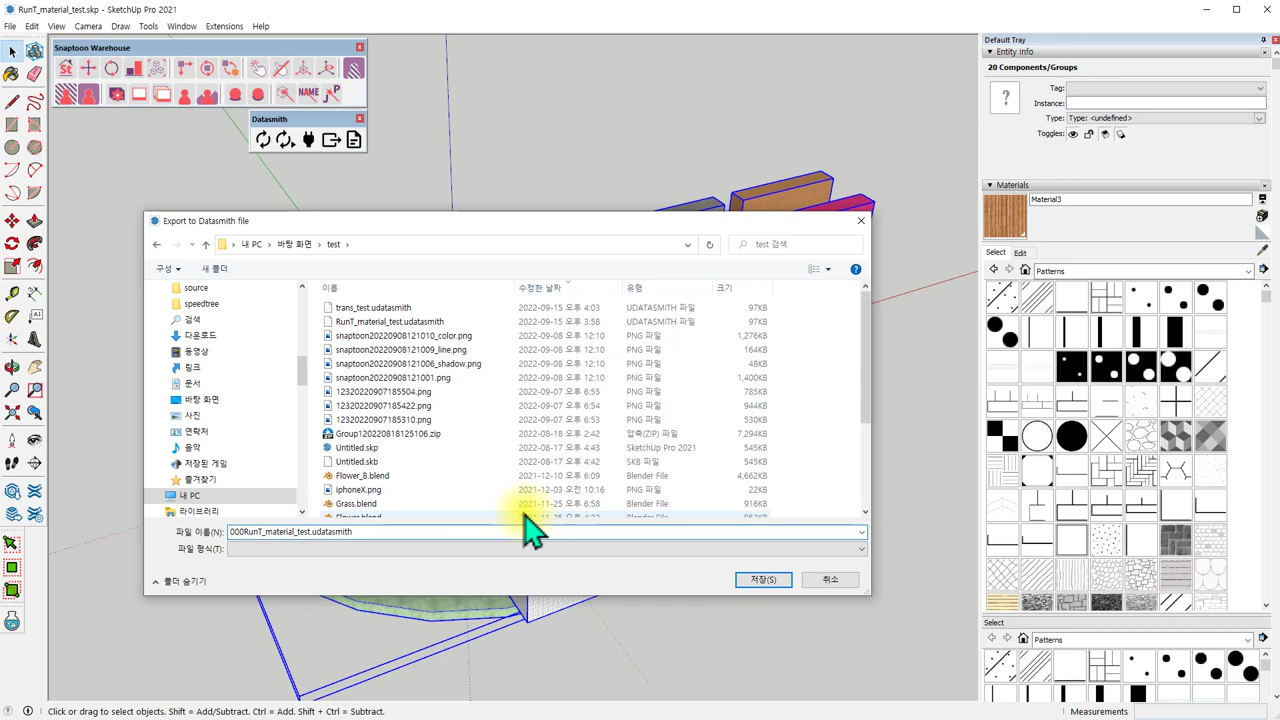 RunT_material_test.skp - SketchUp Pro 2021
File Edit View Camera Draw Tools Window Extensions Help
Snaptoon Warehouse
NAME
Datasmith
Default Tray
Entity Info
20 Components/Groups
Tag:
Instance:
Type: Type: <undefined>
Toggles:
Materials
Material3
Select Edit
Patterns
Select
Patterns
Export to Datasmith file
내 PC 바탕 화면 test
test 검색
구성 새 폴더
이름 수정한 날짜 유형 크기
source
speedtree
검색
다운로드
동영상
링크
문서
바탕 화면
사진
연락처
음악
저장된 게임
즐겨찾기
내 PC
라이브러리
trans_test.udatasmith 2022-09-15 오후 4:03 UDATASMITH 파일 97KB
RunT_material_test.udatasmith 2022-09-15 오후 3:58 UDATASMITH 파일 97KB
snaptoon20220908121010_color.png 2022-09-08 오후 12:10 PNG 파일 1,276KB
snaptoon20220908121009_line.png 2022-09-08 오후 12:10 PNG 파일 164KB
snaptoon20220908121006_shadow.png 2022-09-08 오후 12:10 PNG 파일 48KB
snaptoon20220908121001.png 2022-09-08 오후 12:10 PNG 파일 1,400KB
12320220907185504.png 2022-09-07 오후 6:55 PNG 파일 785KB
12320220907185422.png 2022-09-07 오후 6:54 PNG 파일 944KB
12320220907185310.png 2022-09-07 오후 6:53 PNG 파일 530KB
Group120220818125106.zip 2022-08-18 오후 2:42 압축(ZIP) 파일 7,294KB
Untitled.skp 2022-08-17 오후 4:43 SketchUp Pro 2021
Untitled.skb 2022-08-17 오후 4:42 SKB 파일
Flower_B.blend 2021-12-10 오후 6:09 Blender File 4,662KB
iphoneX.png 2021-12-03 오전 10:16 PNG 파일 22KB
Grass.blend 2021-11-25 오후 6:58 Blender File 916KB
파일 이름(N): 000RunT_material_test.udatasmith
파일 형식(T):
폴더 숨기기
저장(S) 취소
Click or drag to select objects. Shift = Add/Subtract. Ctrl = Add. Shift + Ctrl = Subtract.
Measurements